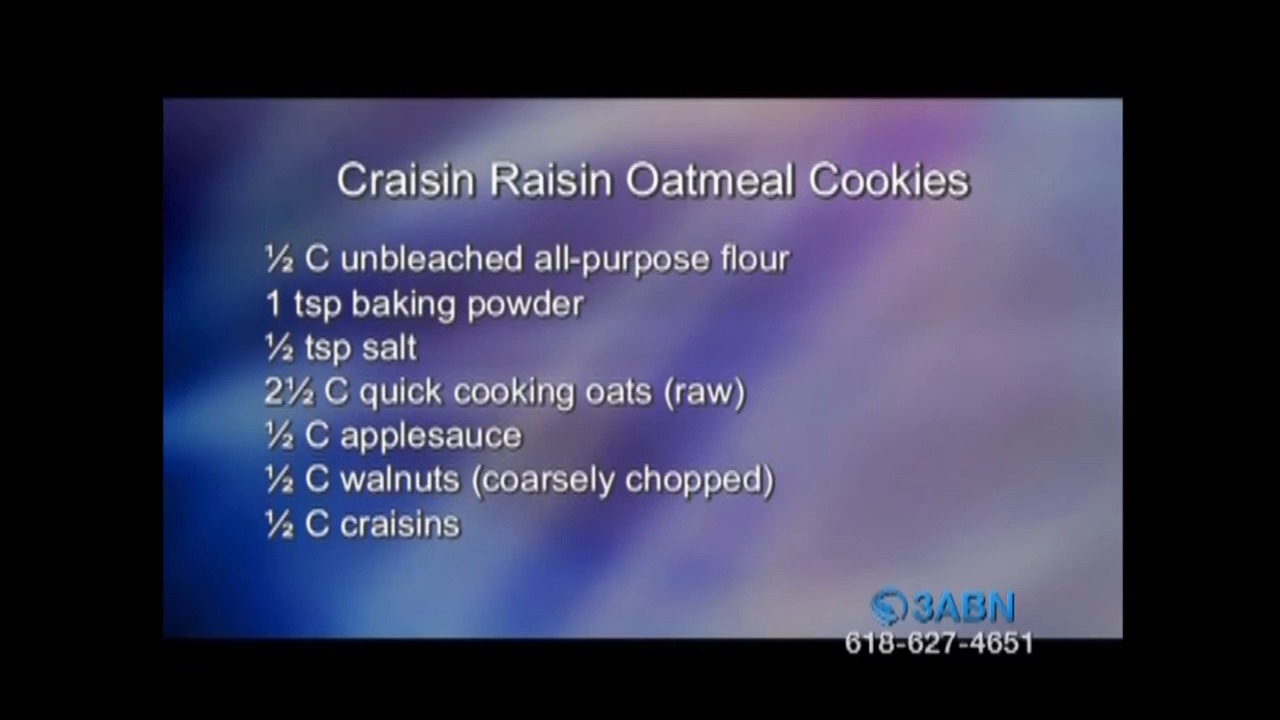 Craisin Raisin Oatmeal Cookies
½ C unbleached all-purpose flour
1 tsp baking powder
½ tsp salt
2½ C quick cooking oats (raw)
½ C applesauce
½ C walnuts (coarsely chopped)
½ C craisins
3ABN
618-627-4651